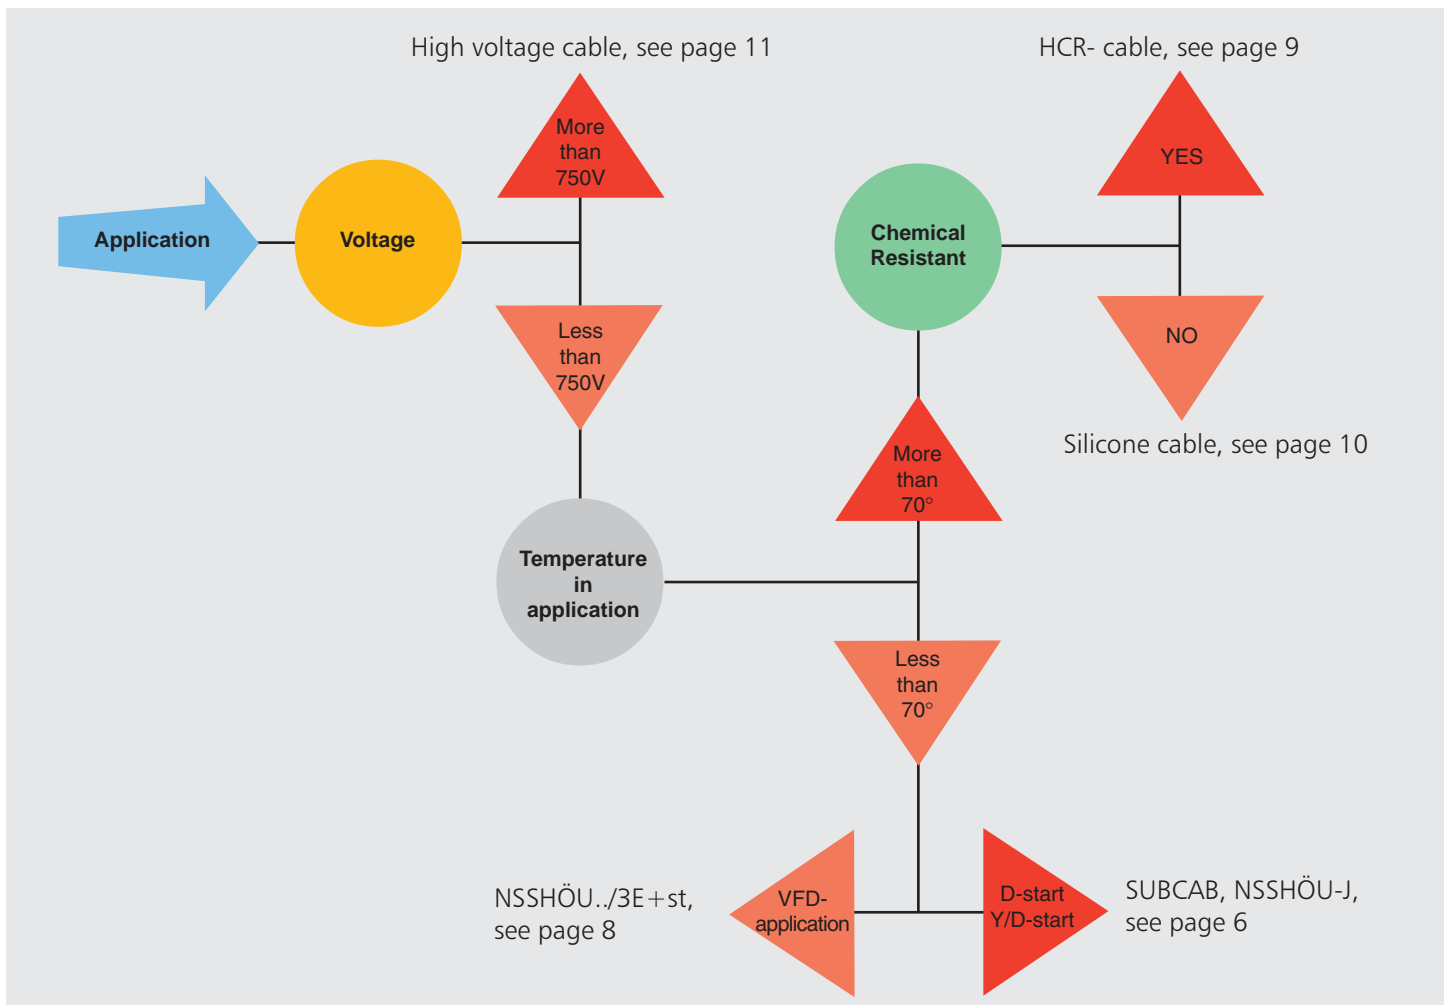 High voltage cable, see page 11
HCR- cable, see page 9
More
than
750V
YES
Application
Voltage
Chemical
Resistant
Less
than
750V
NO
Silicone cable, see page 10
More
than
70°
Temperature
in
application
Less
than
70°
NSSHÖU../3E+st,
see page 8
VFD-
application
D-start
Y/D-start
SUBCAB, NSSHÖU-J,
see page 6